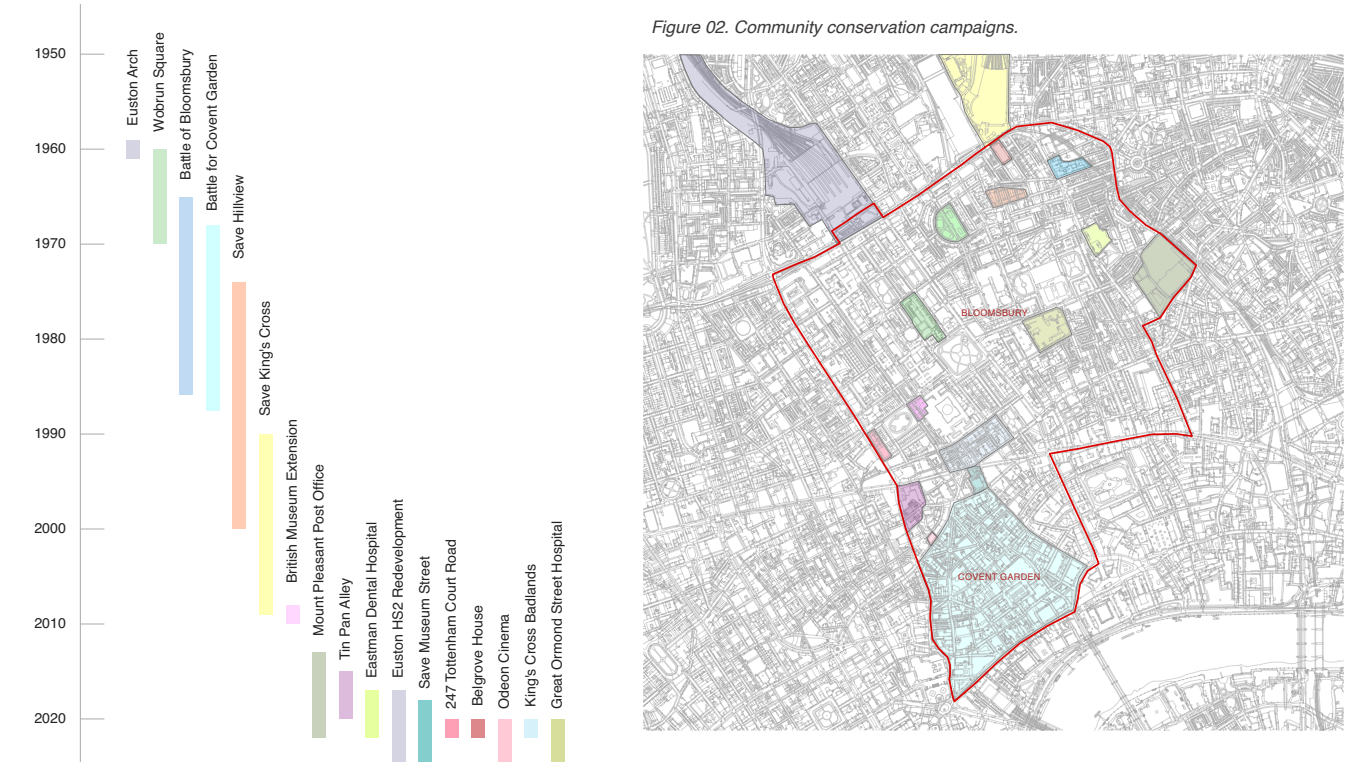 Figure 02. Community conservation campaigns.
1950
1960
1970
1980
1990
2000
2010
2020
Euston Arch
Wobrun Square
Battle of Bloomsbury
Battle for Covent Garden
Save Hillview
Save King's Cross
British Museum Extension
Mount Pleasant Post Office
Tin Pan Alley
Eastman Dental Hospital
Euston HS2 Redevelopment
Save Museum Street
247 Tottenham Court Road
Belgrove House
Odeon Cinema
King's Cross Badlands
Great Ormond Street Hospital
BLOOMSBURY
COVENT GARDEN